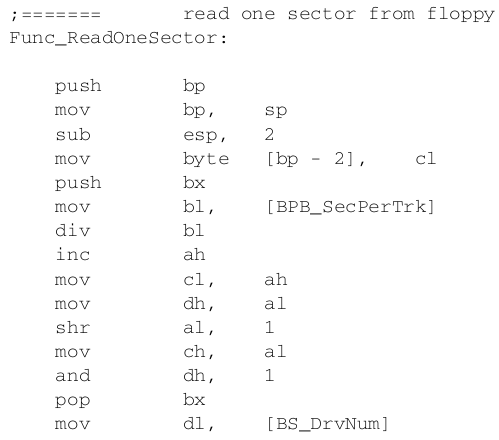 ;======= read one sector from floppy
Func_ReadOneSector:
push bp
mov bp, sp
sub esp, 2
mov byte [bp - 2], cl
push bx
mov bl, [BPB_SecPerTrk]
div bl
inc ah
mov cl, ah
mov dh, al
shr al, 1
mov ch, al
and dh, 1
pop bx
mov dl, [BS_DrvNum]